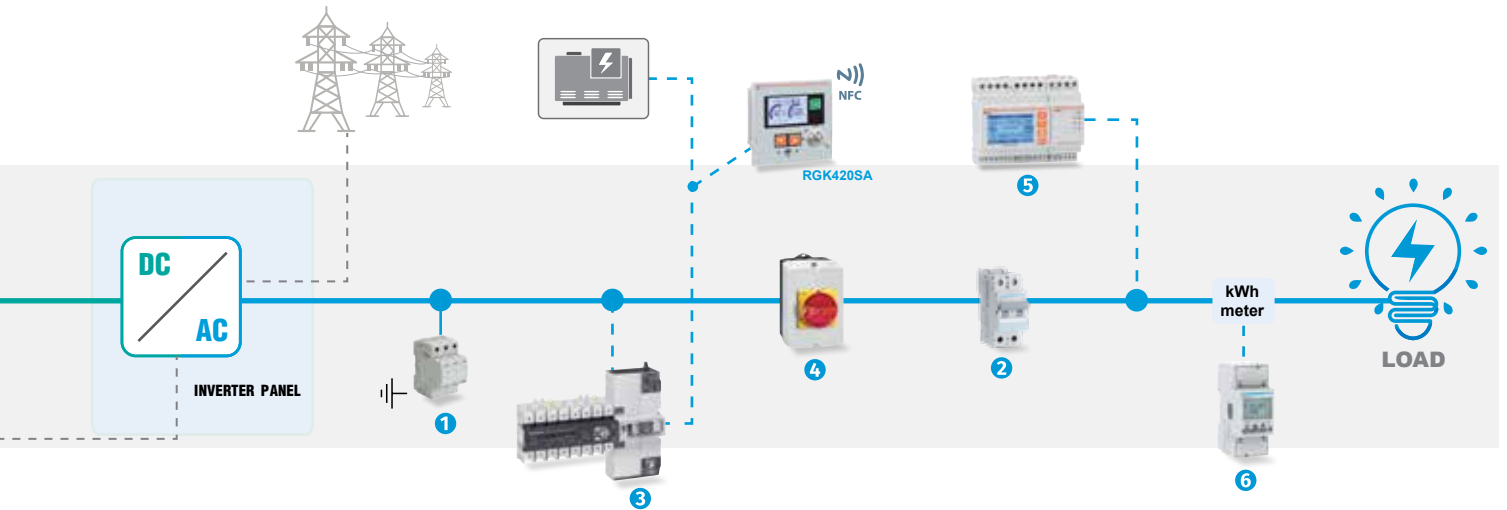 NFC
RGK420SA
5
DC
AC
INVERTER PANEL
1
3
4
2
kWh
meter
6
LOAD